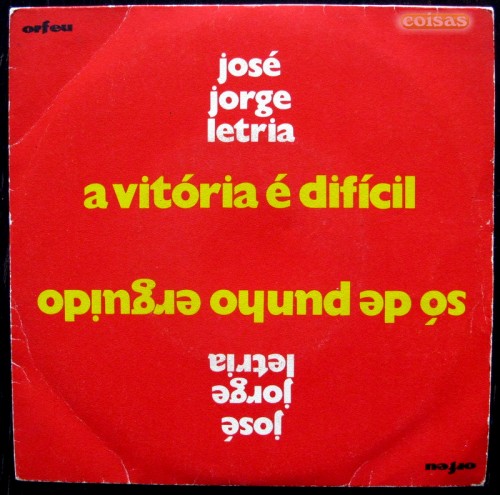 orfeu
coisas
josé
jorge
letria
a vitória é difícil
só de punho erguido
josé
jorge
letria
orfeu